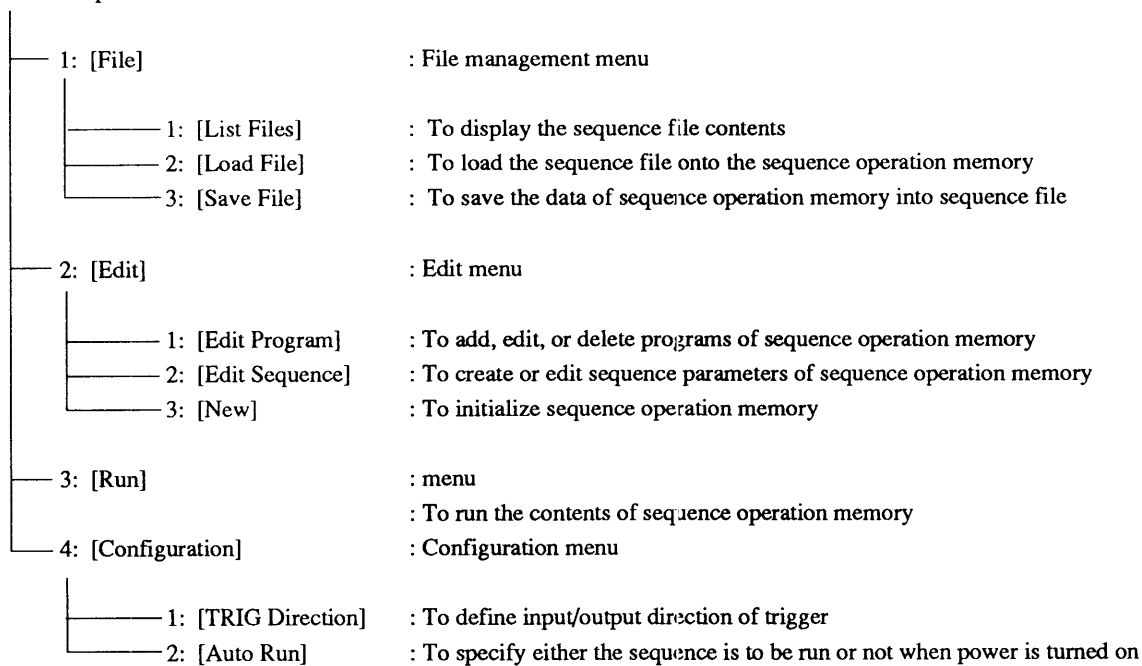 1: [File] : File management menu
1: [List Files] : To display the sequence file contents
2: [Load File] : To load the sequence file onto the sequence operation memory
3: [Save File] : To save the data of sequence operation memory into sequence file
2: [Edit] : Edit menu
1: [Edit Program] : To add, edit, or delete programs of sequence operation memory
2: [Edit Sequence] : To create or edit sequence parameters of sequence operation memory
3: [New] : To initialize sequence operation memory
3: [Run] : menu
: To run the contents of sequence operation memory
4: [Configuration] : Configuration menu
1: [TRIG Direction] : To define input/output direction of trigger
2: [Auto Run] : To specify either the sequence is to be run or not when power is turned on